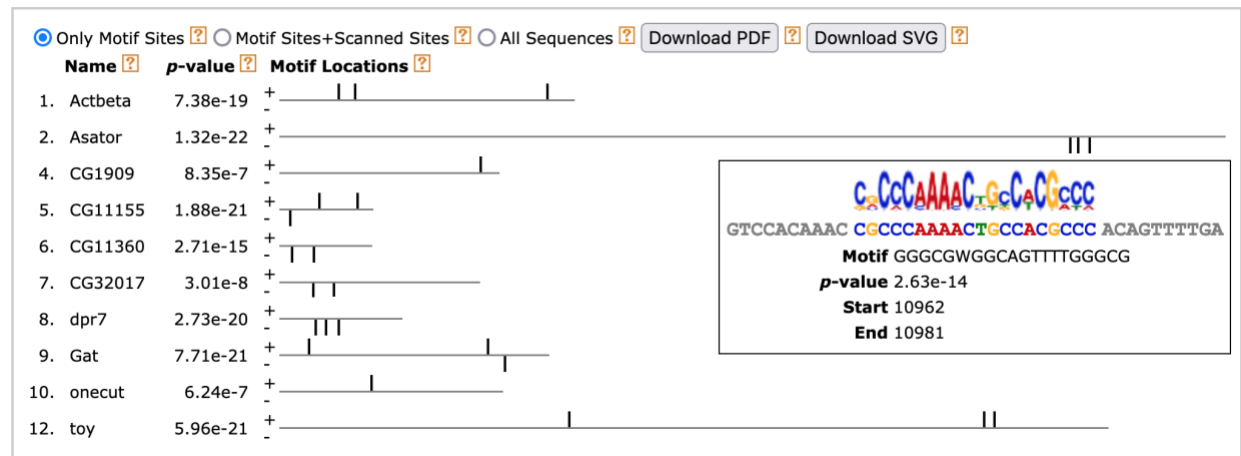 Only Motif Sites ? Motif Sites+Scanned Sites ? All Sequences ? Download PDF ? Download SVG ?
Name ? p-value ? Motif Locations ?
1. Actbeta 7.38e-19 + -
2. Asator 1.32e-22 + -
4. CG1909 8.35e-7 + -
5. CG11155 1.88e-21 + -
6. CG11360 2.71e-15 + -
7. CG32017 3.01e-8 + -
8. dpr7 2.73e-20 + -
9. Gat 7.71e-21 + -
10. onecut 6.24e-7 + -
12. toy 5.96e-21 + -
GTCCACAAAC CGCCCAAAACTGCCACGCCC ACAGTTTTGA
Motif GGGCGWGGCAGTTTTGGGCG
p-value 2.63e-14
Start 10962
End 10981